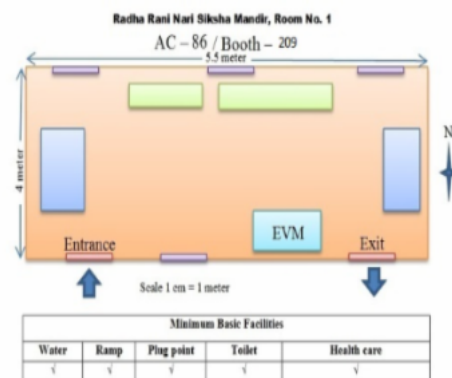 Radha Rani Nari Siksha Mandir, Room No. 1
AC – 86 / Booth – 209
5.5 meter
4 meter
N
EVM
Entrance
Exit
Scale 1 cm = 1 meter
Minimum Basic Facilities
Water Ramp Plug point Toilet Health care
√ √ √ √ √